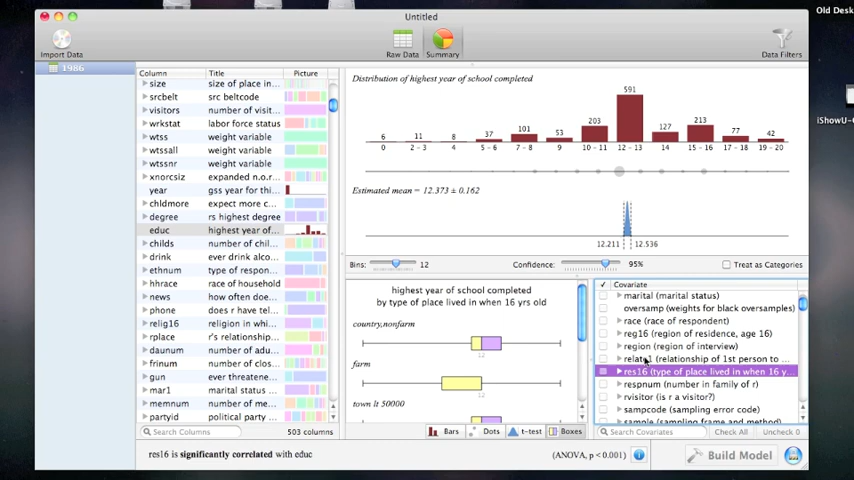 Untitled
Old Desk
Import Data
Raw Data
Summary
Data Filters
1986
Column Title Picture
size size of place in...
srcbelt src beltcode
visitors number of visit...
wrkstat labor force status
wtss weight variable
wtssall weight variable
wtssnr weight variable
xnorcsiz expanded n.o.r...
year gss year for thi...
chldmore expect more c...
degree rs highest degree
educ highest year of...
childs number of chil...
drink ever drink alco...
ethnum type of respon...
hhrace race of household
news how often doe...
phone does r have tel...
relig16 religion in whi...
rplace r's relationshi...
daunum number of adu...
gun ever threatene...
mar1 marital status o...
memnum number of me...
partyid political party ...
Search Columns
503 columns
Distribution of highest year of school completed
6 11 8 37 101 53 203 591 127 213 77 42
0 2 - 3 4 5 - 6 7 - 8 9 10 - 11 12 - 13 14 15 - 16 17 - 18 19 - 20
Estimated mean = 12.373 ± 0.162
12.211 12.536
Bins: 12
Confidence: 95%
Treat as Categories
highest year of school completed
by type of place lived in when 16 yrs old
country,nonfarm
12
farm
12
town lt 50000
Bars
Dots
t-test
Boxes
✓ Covariate
marital (marital status)
oversamp (weights for black oversamples)
race (race of respondent)
reg16 (region of residence, age 16)
region (region of interview)
relate1 (relationship of 1st person to ...
res16 (type of place lived in when 16 y...
respnum (number in family of r)
rvisitor (is r a visitor?)
sampcode (sampling error code)
sample (sampling frame and method)
Search Covariates
Check All
Uncheck 0
res16 is significantly correlated with educ
(ANOVA, p < 0.001)
Build Model